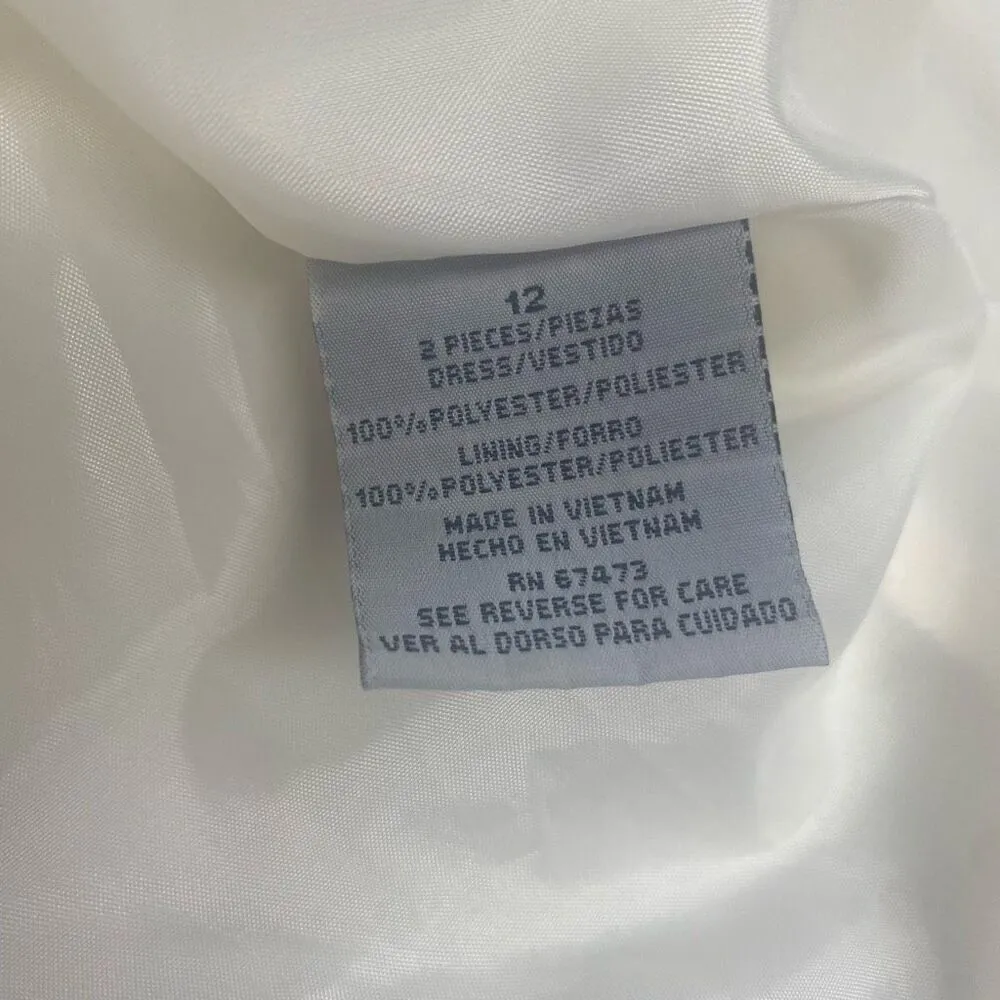 12
2 PIECES/PIEZAS
DRESS/VESTIDO
100%POLYESTER/POLIESTER
LINING/FORRO
100%POLYESTER/POLIESTER
MADE IN VIETNAM
HECHO EN VIETNAM
RN 67473
SEE REVERSE FOR CARE
VER AL DORSO PARA CUIDADO